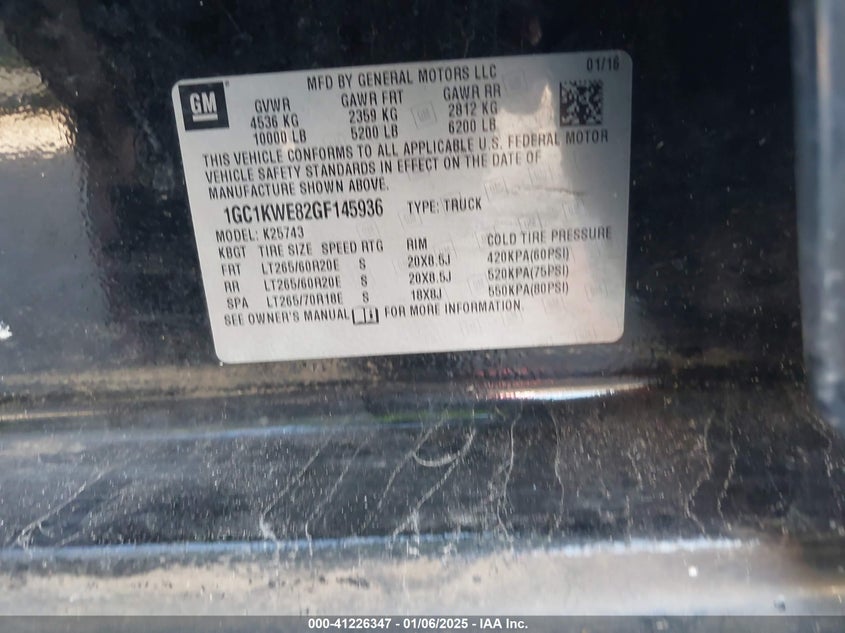 MFD BY GENERAL MOTORS LLC 01/16
GM
GVWR GAWR FRT GAWR RR
4536 KG 2359 KG 2812 KG
10000 LB 5200 LB 6200 LB
THIS VEHICLE CONFORMS TO ALL APPLICABLE U.S. FEDERAL MOTOR
VEHICLE SAFETY STANDARDS IN EFFECT ON THE DATE OF
MANUFACTURE SHOWN ABOVE.
1GC1KWE82GF145936 TYPE: TRUCK
MODEL: K25743
KBGT TIRE SIZE SPEED RTG RIM COLD TIRE PRESSURE
FRT LT265/60R20E S 20X8.5J 420KPA(60PSI)
RR LT265/60R20E S 20X8.5J 520KPA(75PSI)
SPA LT265/70R18E S 18X8J 550KPA(80PSI)
SEE OWNER'S MANUAL FOR MORE INFORMATION.
000-41226347 - 01/06/2025 - IAA Inc.